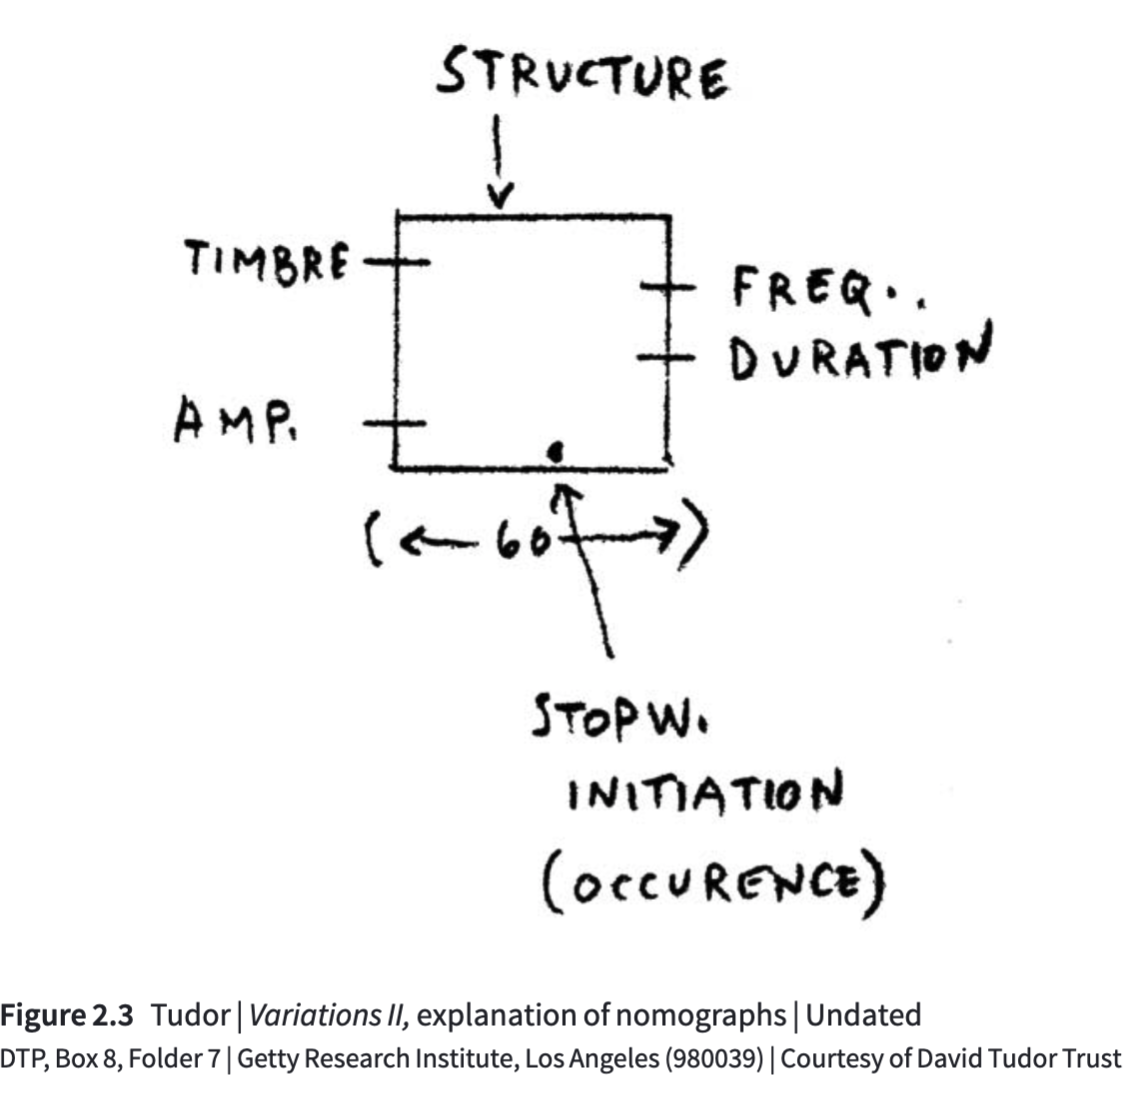 STRUCTURE
TIMBRE
FREQ..
DURATION
AMP.
(← 60 →)
STOPW.
INITIATION
(OCCURENCE)
Figure 2.3 Tudor | Variations II, explanation of nomographs | Undated
DTP, Box 8, Folder 7 | Getty Research Institute, Los Angeles (980039) | Courtesy of David Tudor Trust